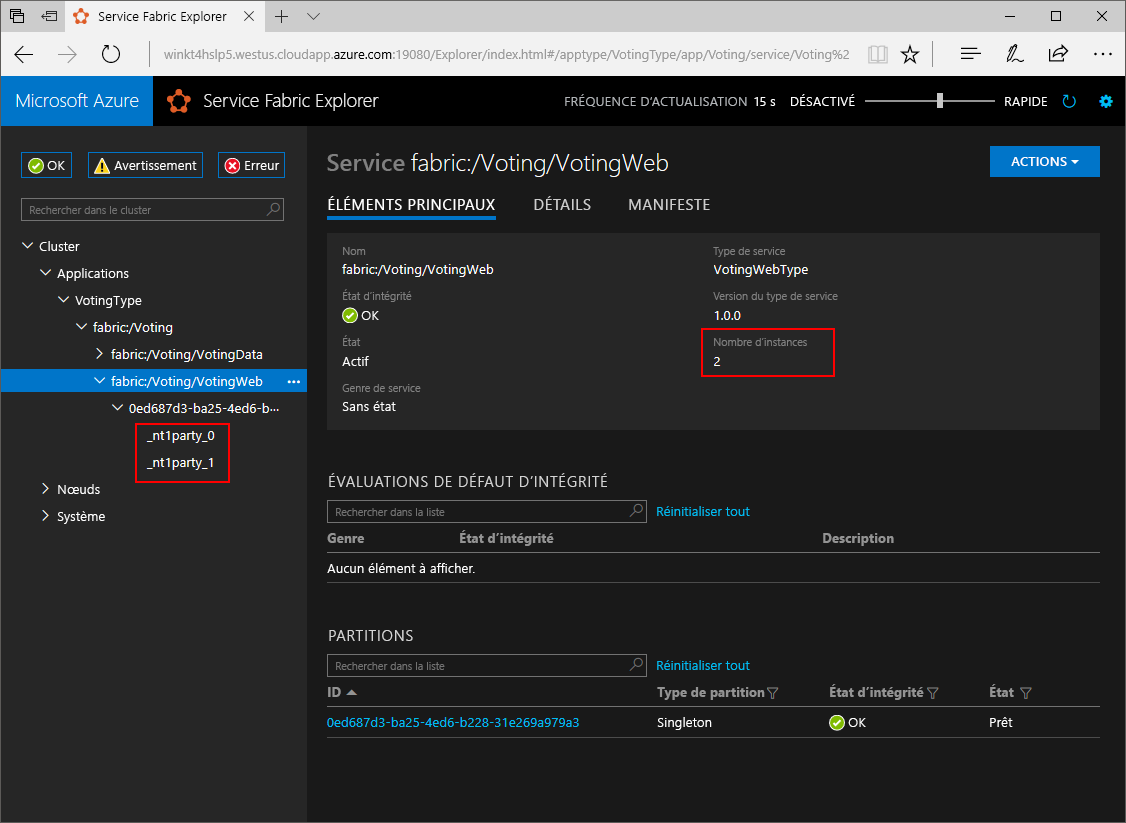 Service Fabric Explorer
winkt4hslp5.westus.cloudapp.azure.com:19080/Explorer/index.html#/apptype/VotingType/app/Voting/service/Voting%2
Microsoft Azure
Service Fabric Explorer
FRÉQUENCE D'ACTUALISATION 15 s DÉSACTIVÉ RAPIDE
OK Avertissement Erreur
Rechercher dans le cluster
Cluster
Applications
VotingType
fabric:/Voting
fabric:/Voting/VotingData
fabric:/Voting/VotingWeb ...
0ed687d3-ba25-4ed6-b...
_nt1party_0
_nt1party_1
Nœuds
Système
Service fabric:/Voting/VotingWeb
ACTIONS
ÉLÉMENTS PRINCIPAUX DÉTAILS MANIFESTE
Nom
fabric:/Voting/VotingWeb
État d'intégrité
OK
État
Actif
Genre de service
Sans état
Type de service
VotingWebType
Version du type de service
1.0.0
Nombre d'instances
2
ÉVALUATIONS DE DÉFAUT D'INTÉGRITÉ
Rechercher dans la liste Réinitialiser tout
Genre État d'intégrité Description
Aucun élément à afficher.
PARTITIONS
Rechercher dans la liste Réinitialiser tout
ID Type de partition État d'intégrité État
0ed687d3-ba25-4ed6-b228-31e269a979a3 Singleton OK Prêt